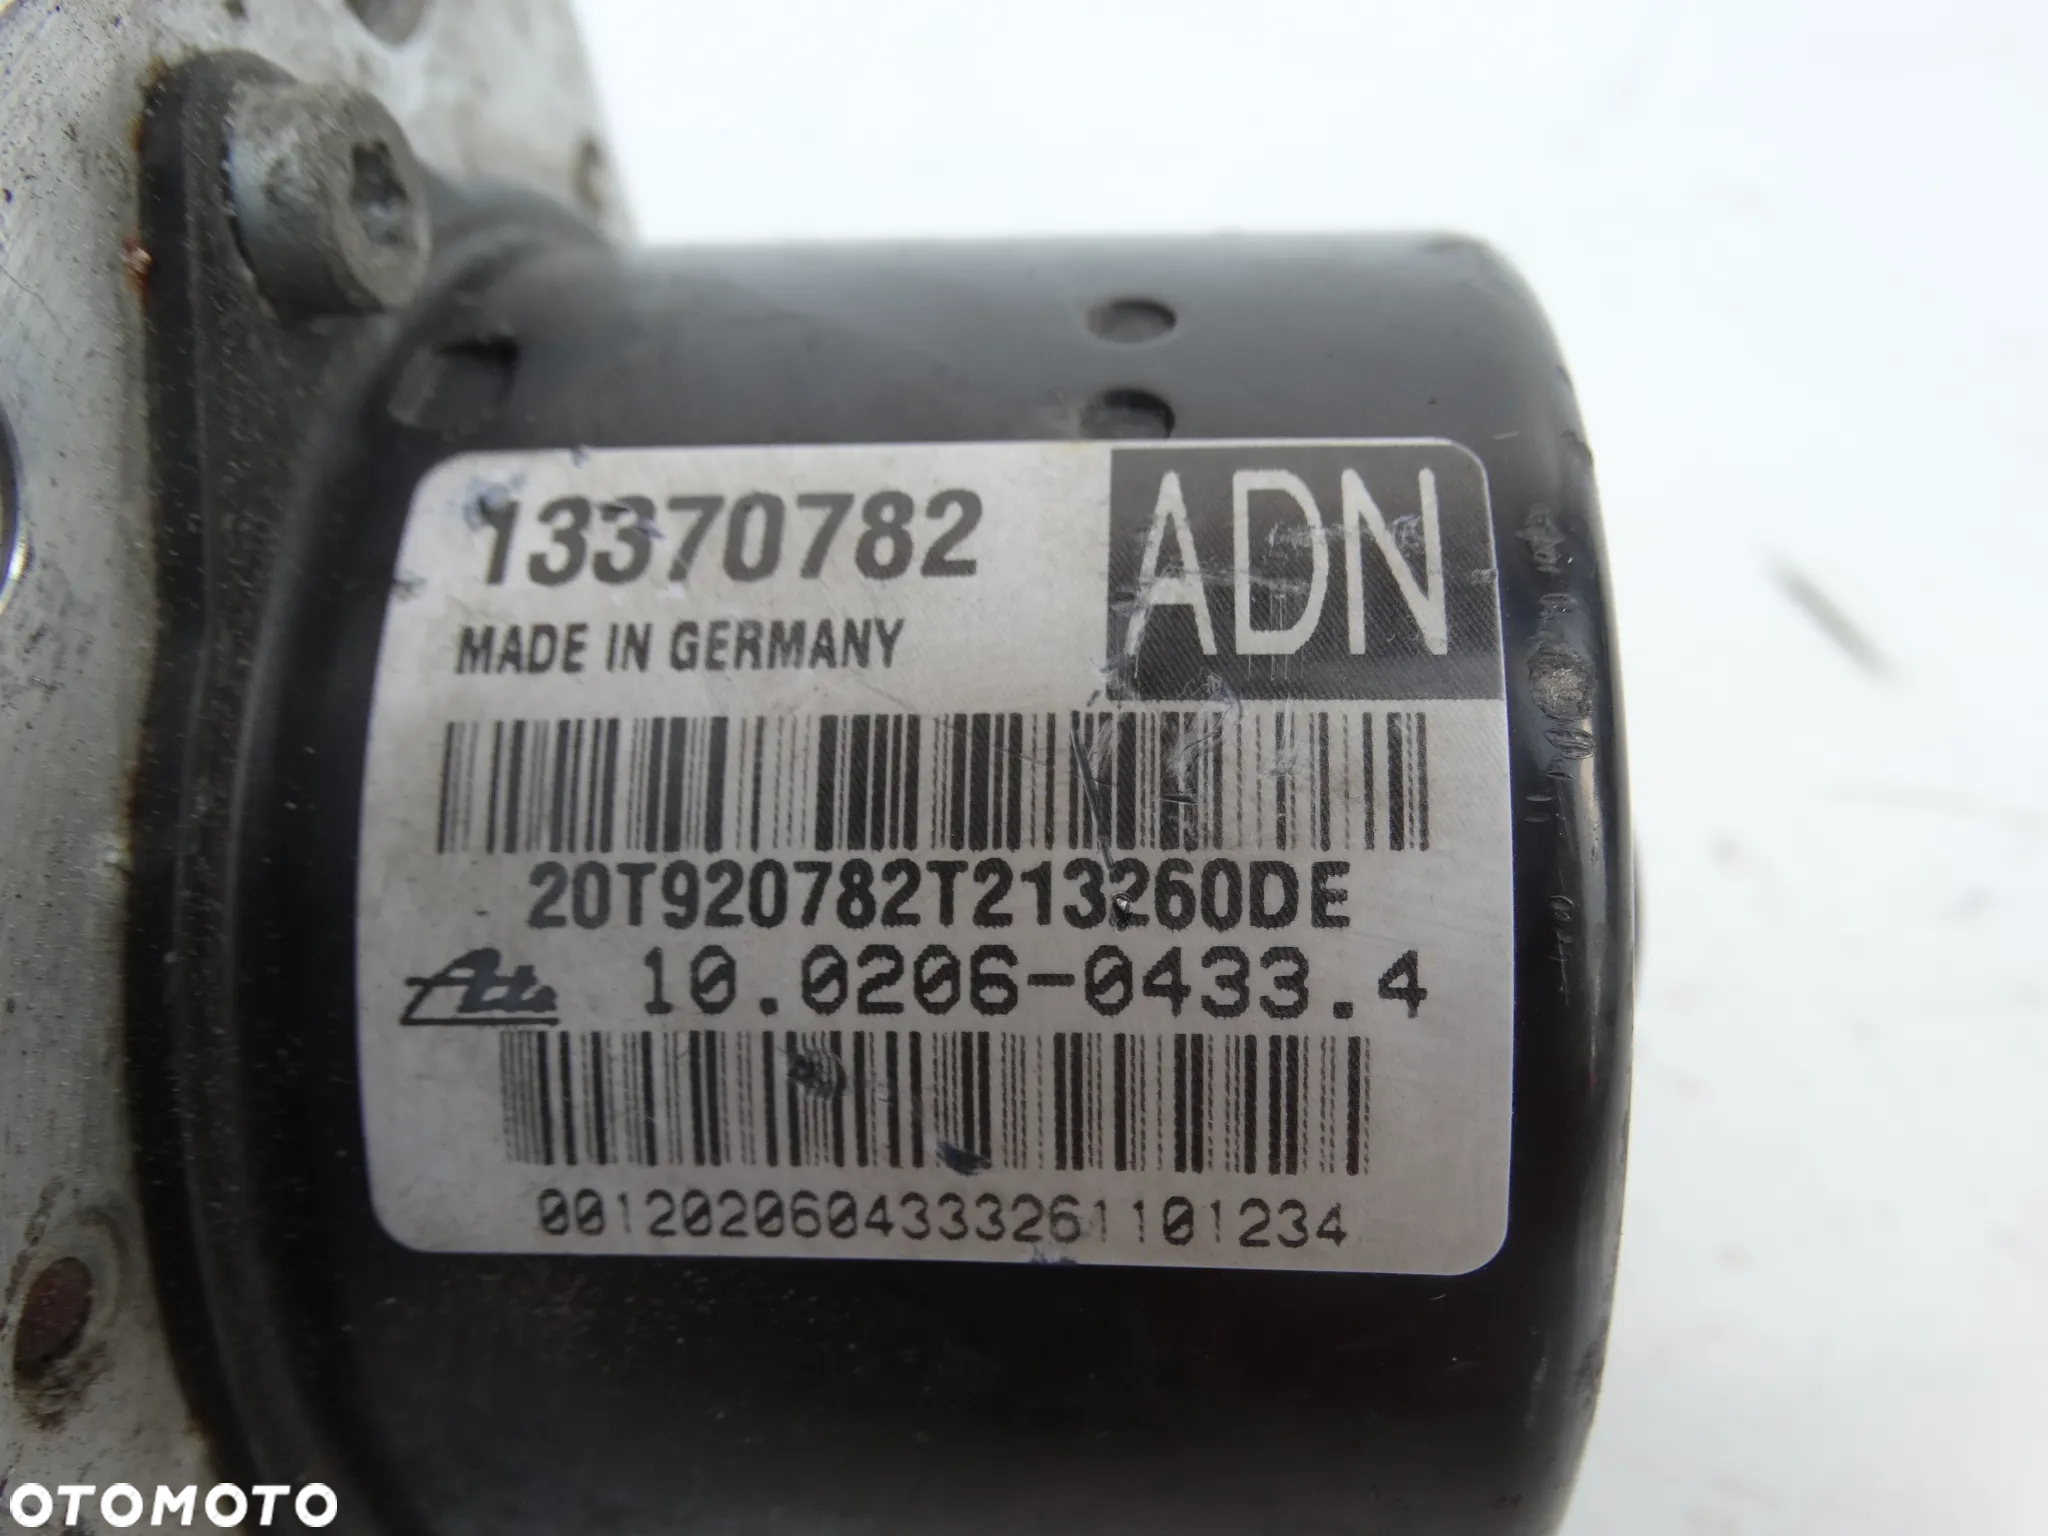 13370782
ADN
MADE IN GERMANY
20T920782T213260DE
Ate 10.0206-0433.4
0012020604333261101234
OTOMOTO